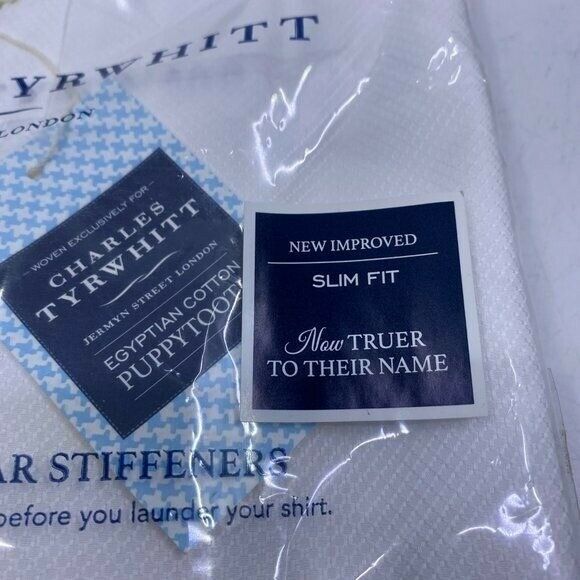 TYRWHITT
LONDON
WOVEN EXCLUSIVELY FOR
CHARLES
TYRWHITT
JERMYN STREET LONDON
EGYPTIAN COTTON
PUPPYTOOTH
NEW IMPROVED
SLIM FIT
Now TRUER
TO THEIR NAME
AR STIFFENERS
before you launder your shirt.